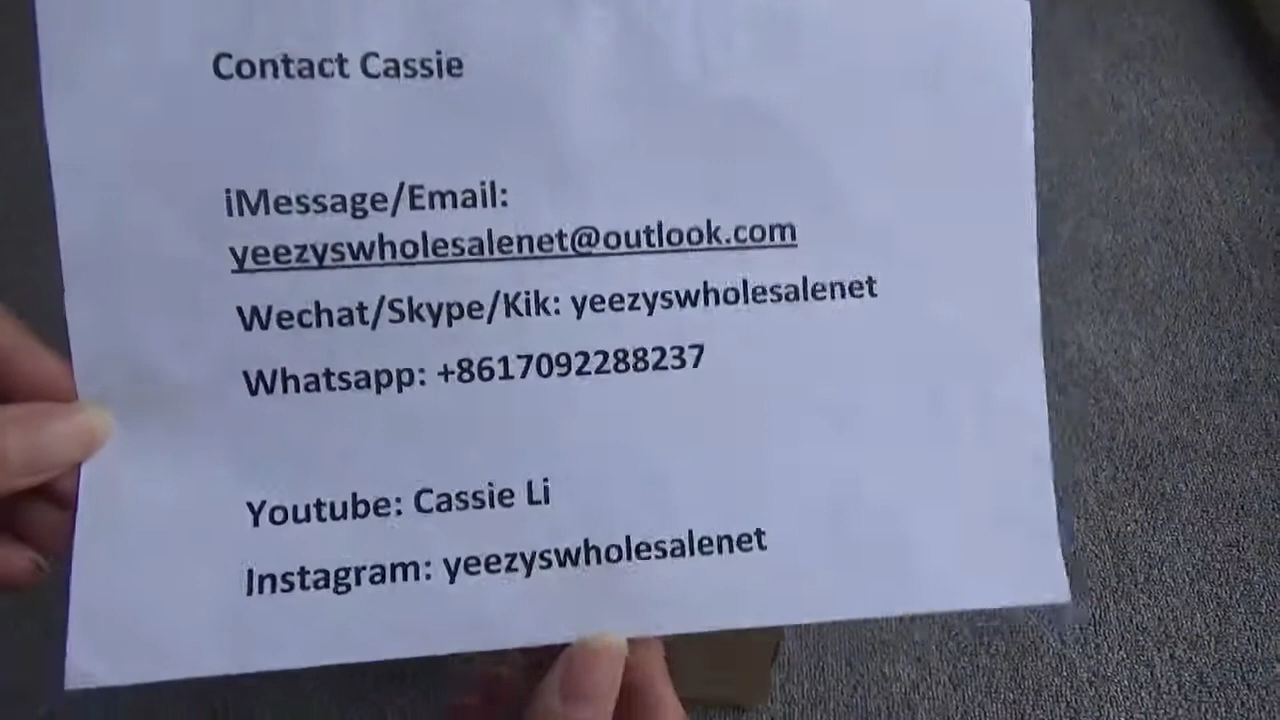 Contact Cassie
iMessage/Email:
yeezyswholesalenet@outlook.com
Wechat/Skype/Kik: yeezyswholesalenet
Whatsapp: +8617092288237
Youtube: Cassie Li
Instagram: yeezyswholesalenet